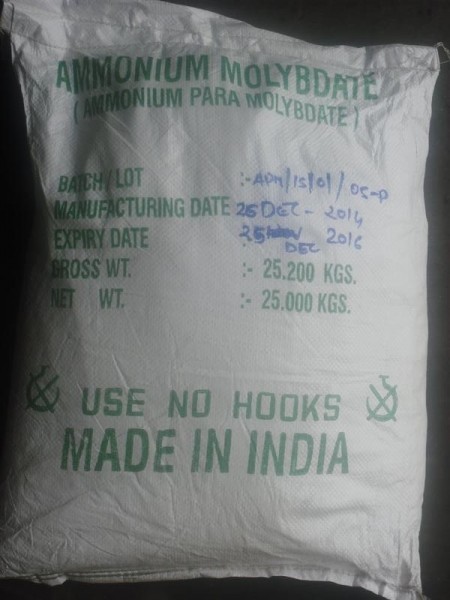 AMMONIUM MOLYBDATE
( AMMONIUM PARA MOLYBDATE )
BATCH / LOT :- APM/15/01/05-P
MANUFACTURING DATE 25 DEC - 2014
EXPIRY DATE :- 25 DEC 2016
GROSS WT. :- 25.200 KGS.
NET WT. :- 25.000 KGS.
USE NO HOOKS
MADE IN INDIA